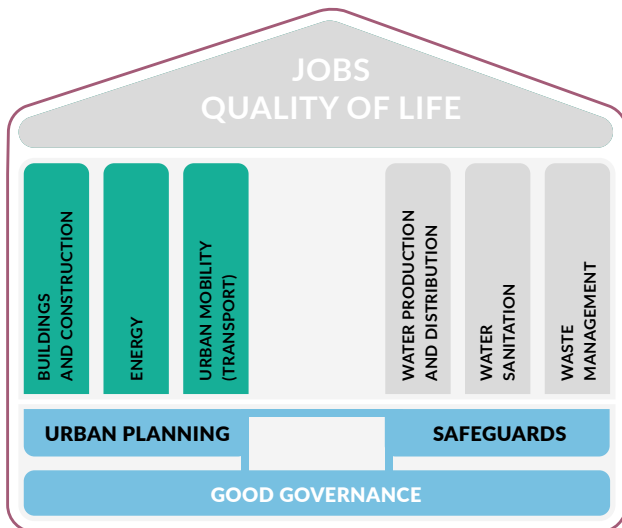 JOBS
QUALITY OF LIFE
BUILDINGS
AND CONSTRUCTION
ENERGY
URBAN MOBILITY
(TRANSPORT)
WATER PRODUCTION
AND DISTRIBUTION
WATER
SANITATION
WASTE
MANAGEMENT
URBAN PLANNING
SAFEGUARDS
GOOD GOVERNANCE